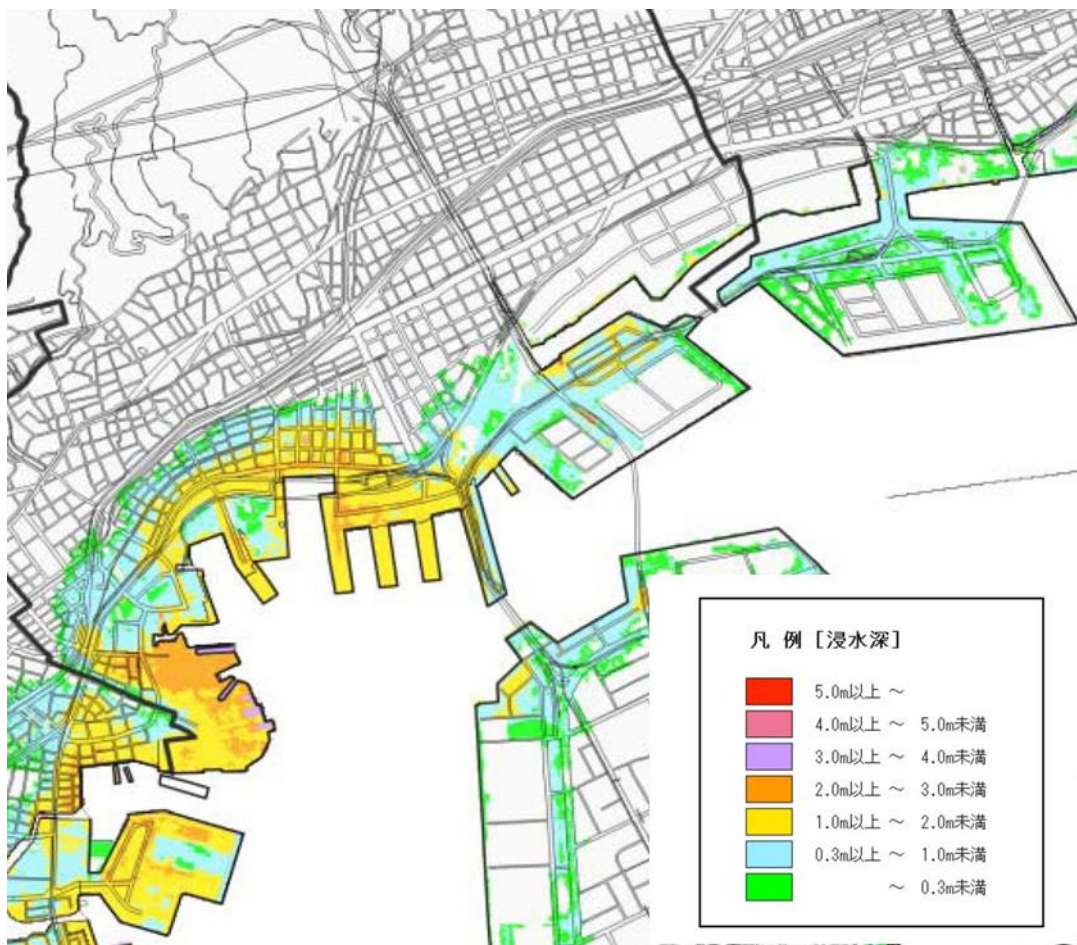 凡 例 [浸水深]
5.0m以上 ～
4.0m以上 ～ 5.0m未満
3.0m以上 ～ 4.0m未満
2.0m以上 ～ 3.0m未満
1.0m以上 ～ 2.0m未満
0.3m以上 ～ 1.0m未満
～ 0.3m未満